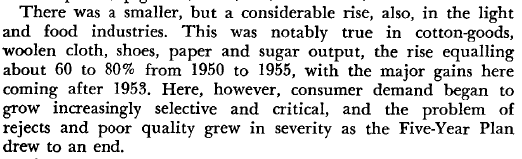 There was a smaller, but a considerable rise, also, in the light
and food industries. This was notably true in cotton-goods,
woolen cloth, shoes, paper and sugar output, the rise equalling
about 60 to 80% from 1950 to 1955, with the major gains here
coming after 1953. Here, however, consumer demand began to
grow increasingly selective and critical, and the problem of
rejects and poor quality grew in severity as the Five-Year Plan
drew to an end.